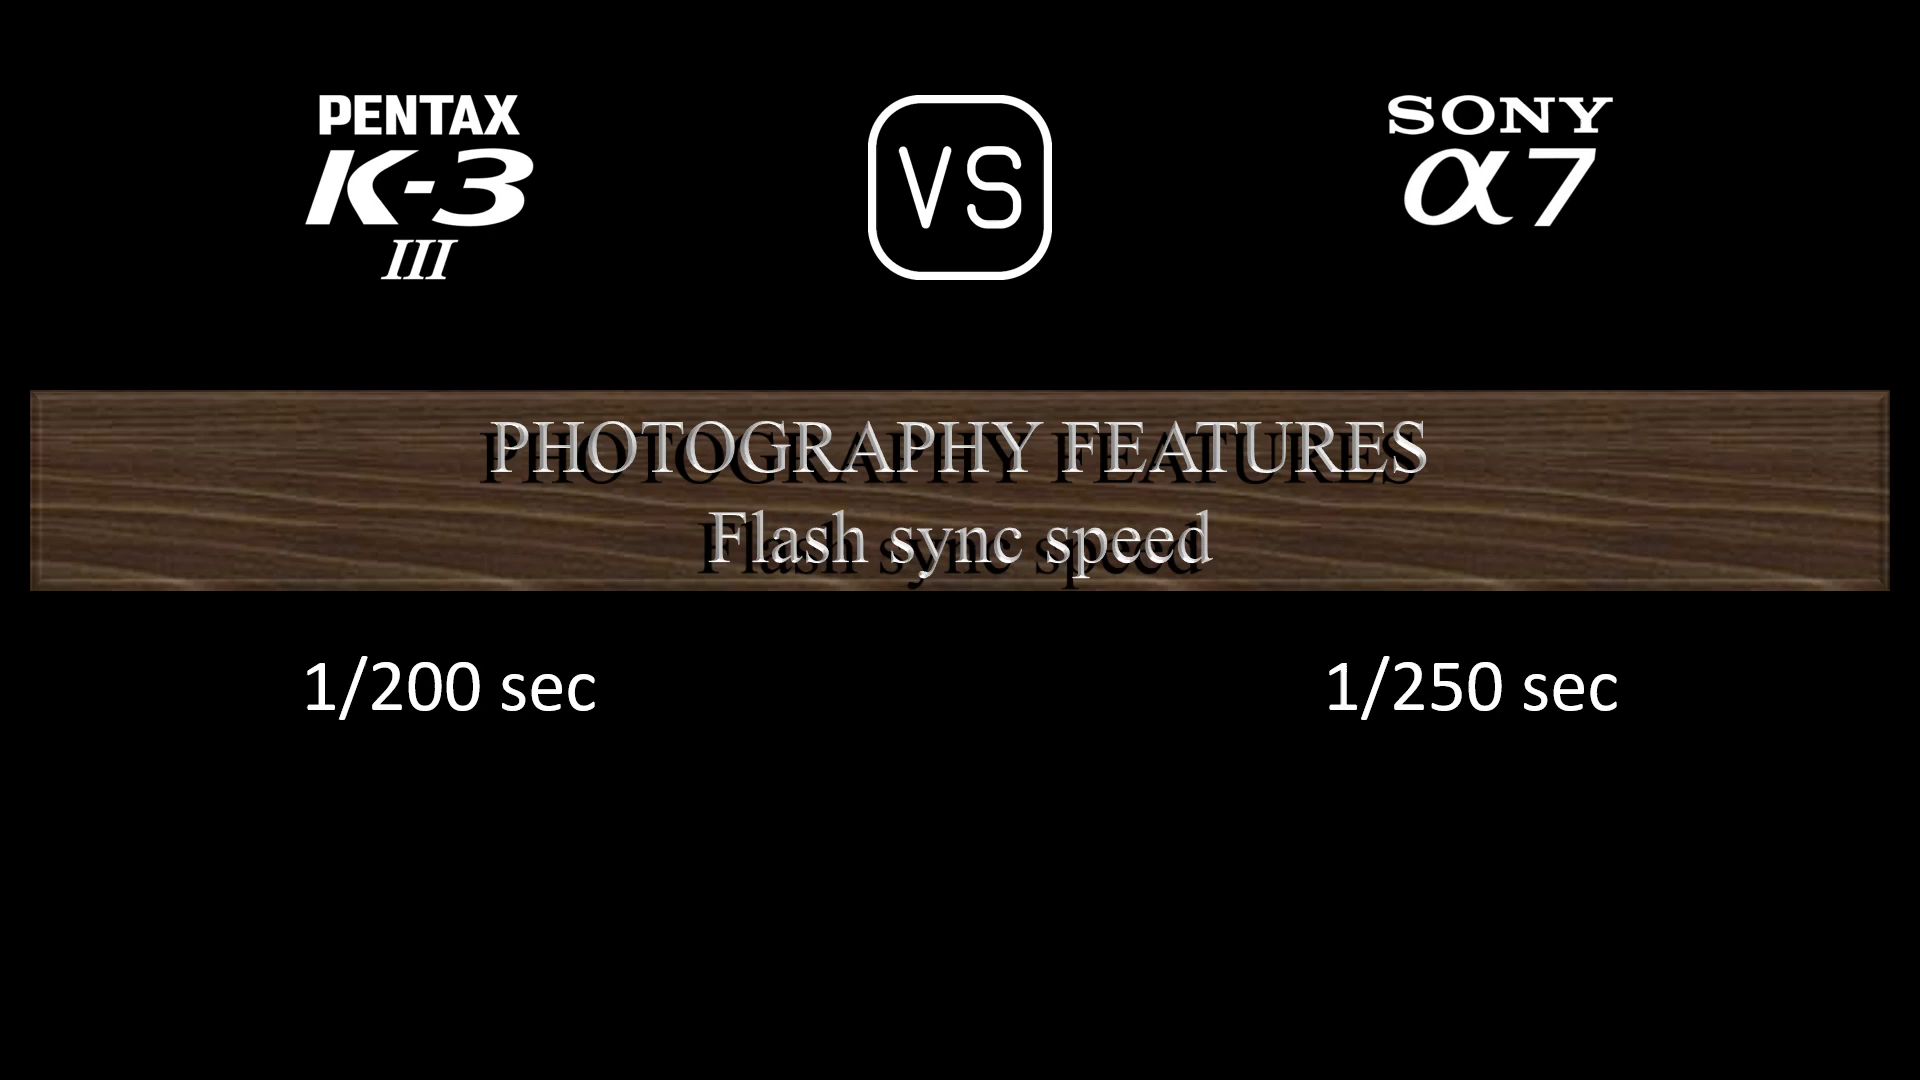 PENTAX
K-3
III
VS
SONY
α7
PHOTOGRAPHY FEATURES
Flash sync speed
1/200 sec
1/250 sec